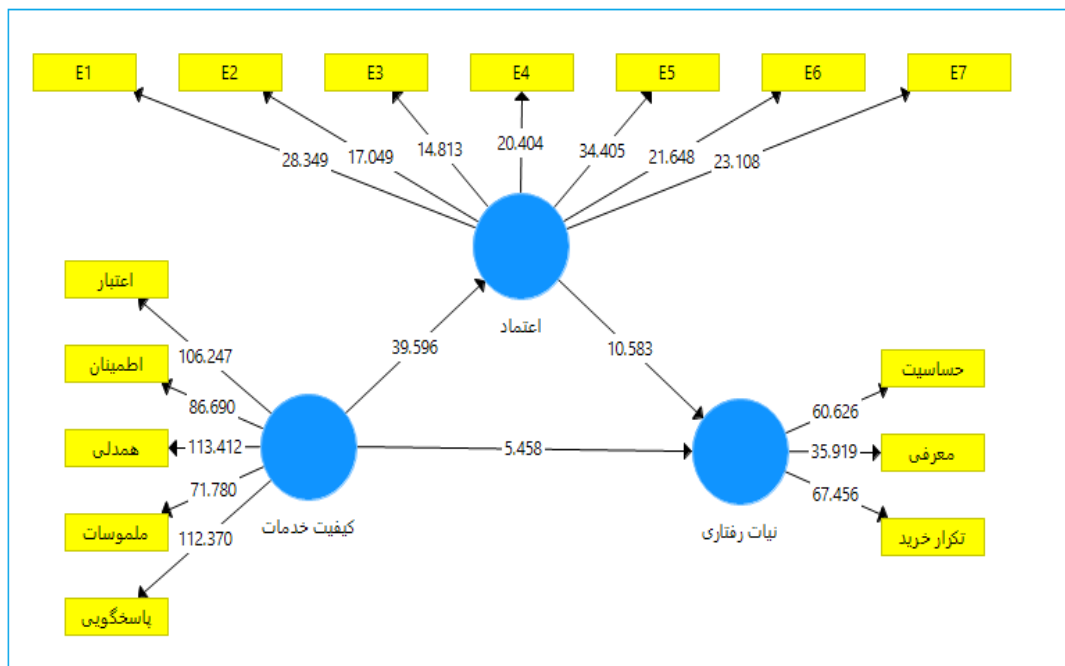 E1
E2
E3
E4
E5
E6
E7
28.349
17.049
14.813
20.404
34.405
21.648
23.108
اعتماد
اعتبار
اطمینان
همدلی
ملموسات
پاسخگویی
106.247
86.690
113.412
71.780
112.370
کیفیت خدمات
39.596
10.583
5.458
نیات رفتاری
60.626
35.919
67.456
حساسیت
معرفی
تکرار خرید